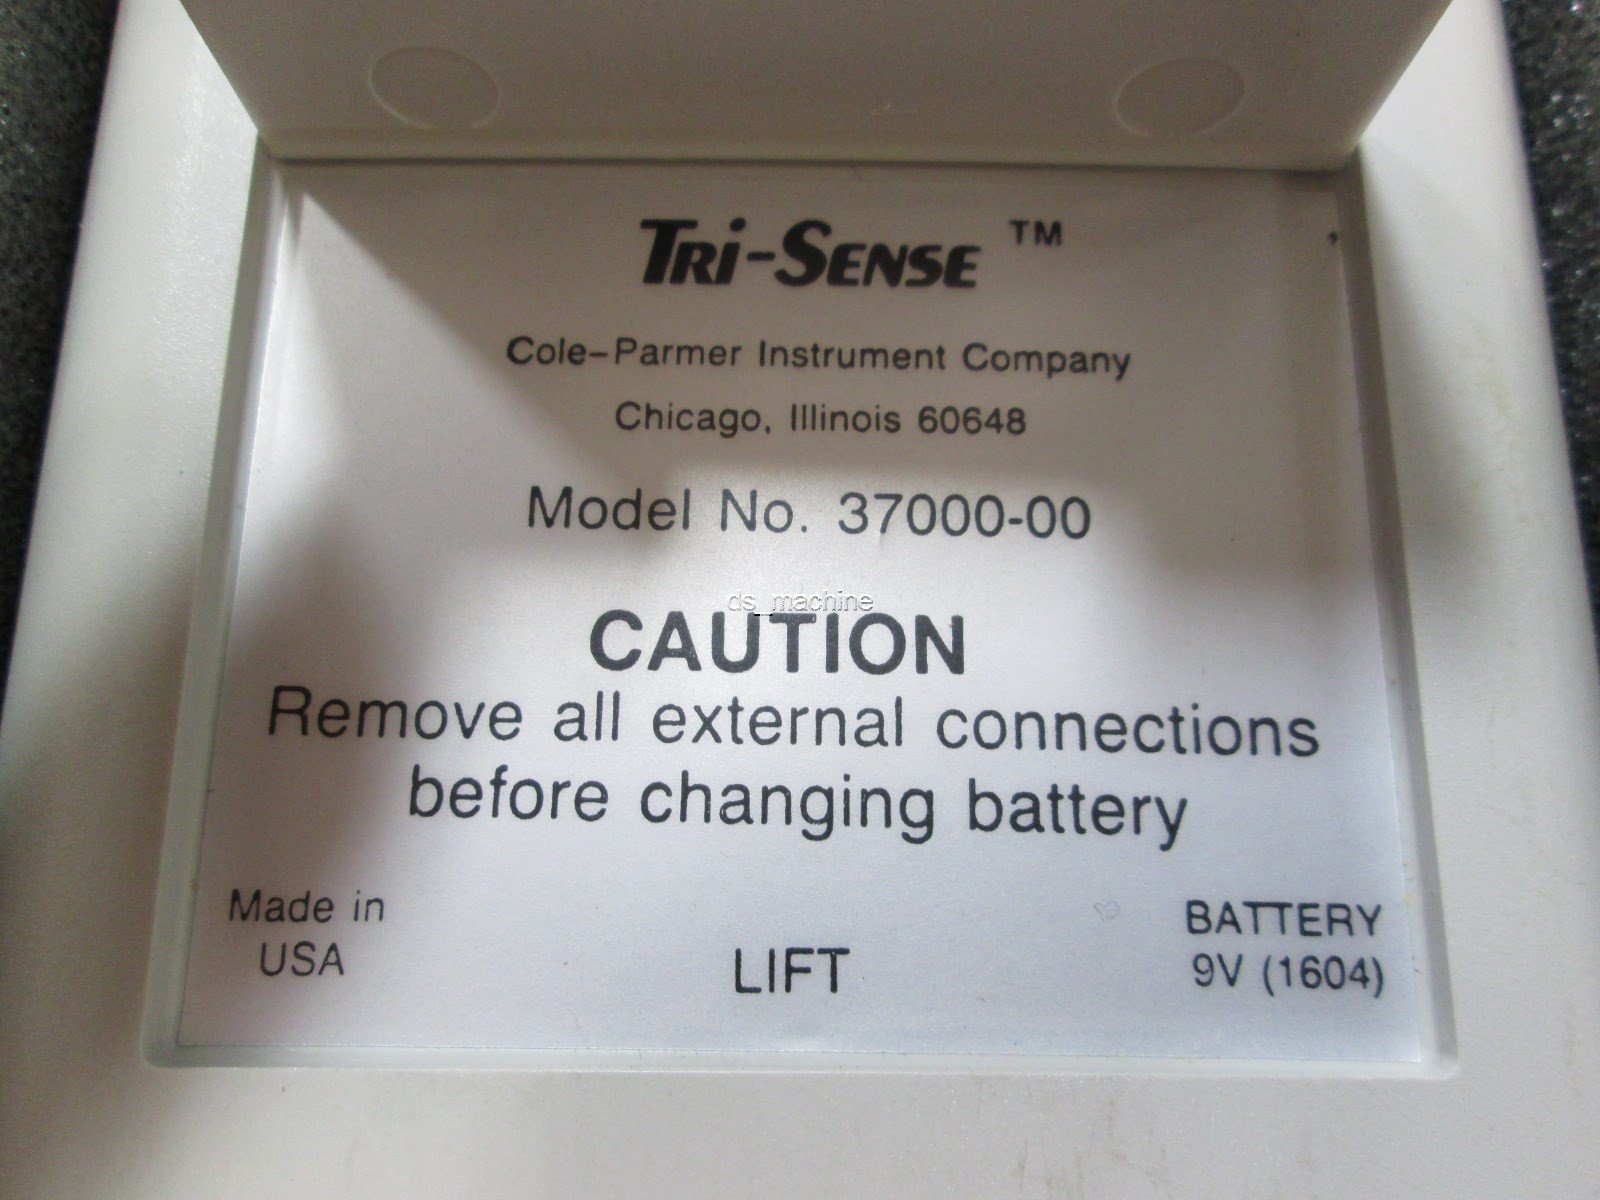 TRi-SENSE ™
Cole-Parmer Instrument Company
Chicago, Illinois 60648
Model No. 37000-00
ds_machine
CAUTION
Remove all external connections
before changing battery
Made in
USA
LIFT
BATTERY
9V (1604)